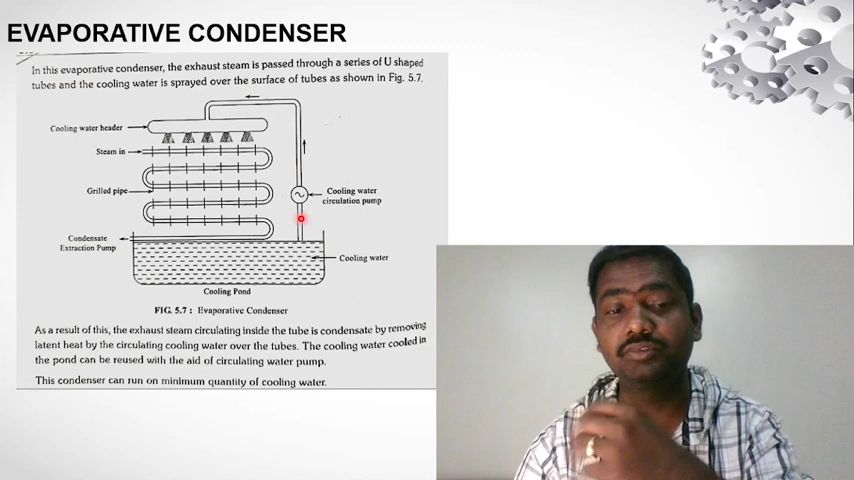 EVAPORATIVE CONDENSER
In this evaporative condenser, the exhaust steam is passed through a series of U shaped
tubes and the cooling water is sprayed over the surface of tubes as shown in Fig. 5.7.
Cooling water header
Steam in
Grilled pipe
Cooling water
circulation pump
Condensate
Extraction Pump
Cooling water
Cooling Pond
FIG. 5.7 : Evaporative Condenser
As a result of this, the exhaust steam circulating inside the tube is condensate by removing
latent heat by the circulating cooling water over the tubes. The cooling water cooled in
the pond can be reused with the aid of circulating water pump.
This condenser can run on minimum quantity of cooling water.